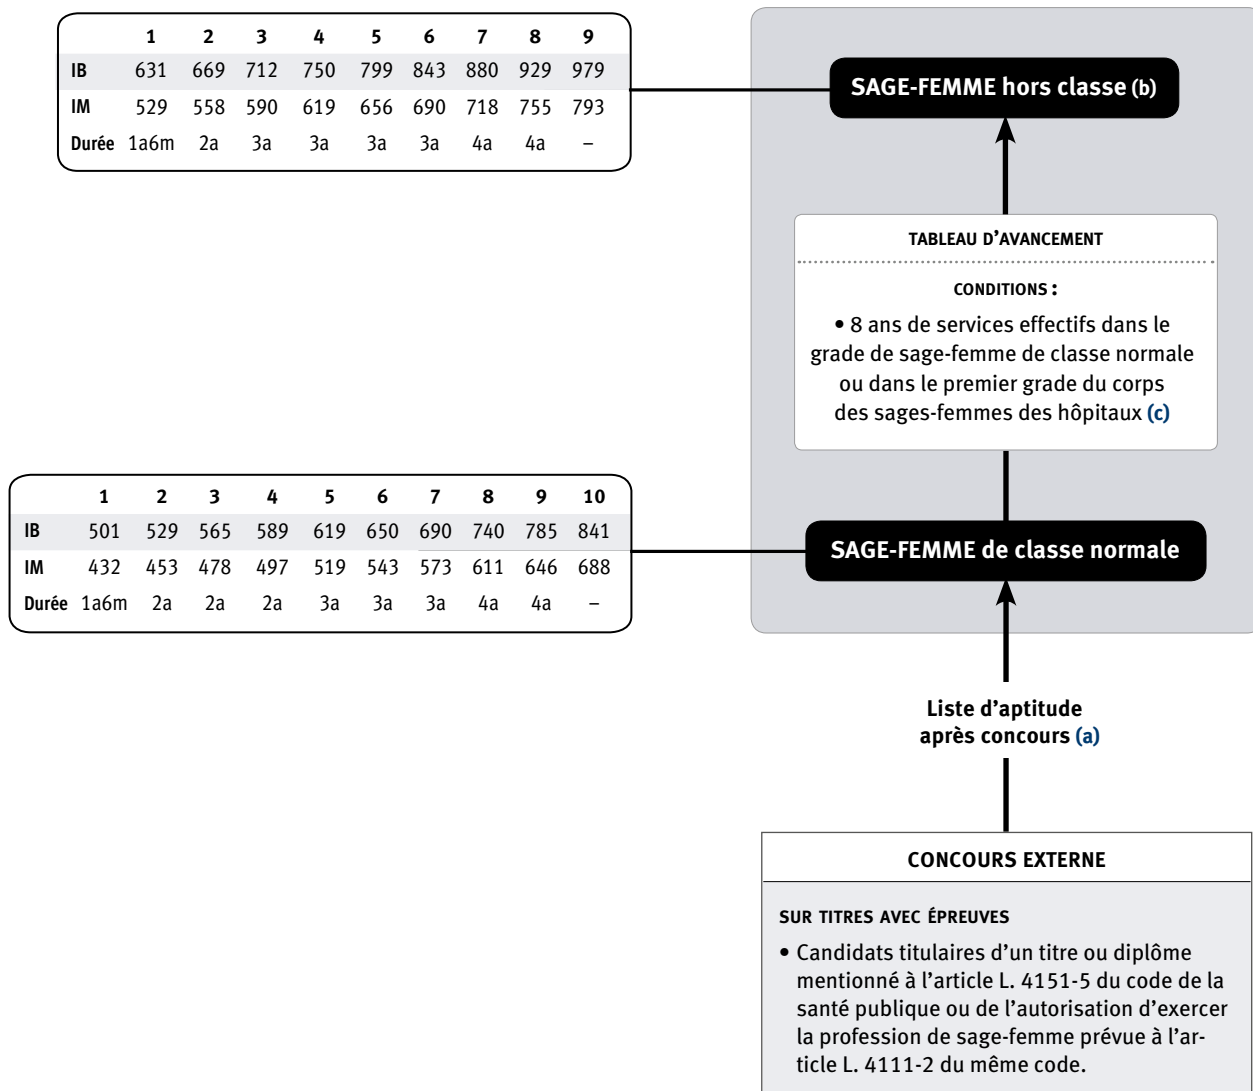 1 2 3 4 5 6 7 8 9
IB 631 669 712 750 799 843 880 929 979
IM 529 558 590 619 656 690 718 755 793
Durée 1a6m 2a 3a 3a 3a 3a 4a 4a –
SAGE-FEMME hors classe (b)
TABLEAU D’AVANCEMENT
CONDITIONS :
• 8 ans de services effectifs dans le
grade de sage-femme de classe normale
ou dans le premier grade du corps
des sages-femmes des hôpitaux (c)
1 2 3 4 5 6 7 8 9 10
IB 501 529 565 589 619 650 690 740 785 841
IM 432 453 478 497 519 543 573 611 646 688
Durée 1a6m 2a 2a 2a 3a 3a 3a 4a 4a –
SAGE-FEMME de classe normale
Liste d’aptitude
après concours (a)
CONCOURS EXTERNE
SUR TITRES AVEC ÉPREUVES
• Candidats titulaires d’un titre ou diplôme
mentionné à l’article L. 4151-5 du code de la
santé publique ou de l’autorisation d’exercer
la profession de sage-femme prévue à l’ar-
ticle L. 4111-2 du même code.